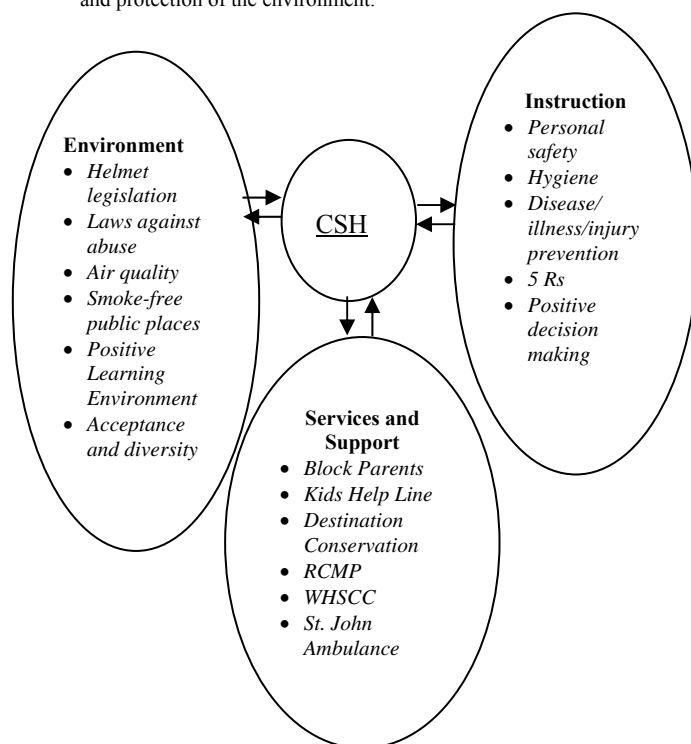 and protection of the environment.
Environment
• Helmet
legislation
• Laws against
abuse
• Air quality
• Smoke-free
public places
• Positive
Learning
Environment
• Acceptance
and diversity
CSH
Instruction
• Personal
safety
• Hygiene
• Disease/
illness/injury
prevention
• 5 Rs
• Positive
decision
making
Services and
Support
• Block Parents
• Kids Help Line
• Destination
Conservation
• RCMP
• WHSCC
• St. John
Ambulance